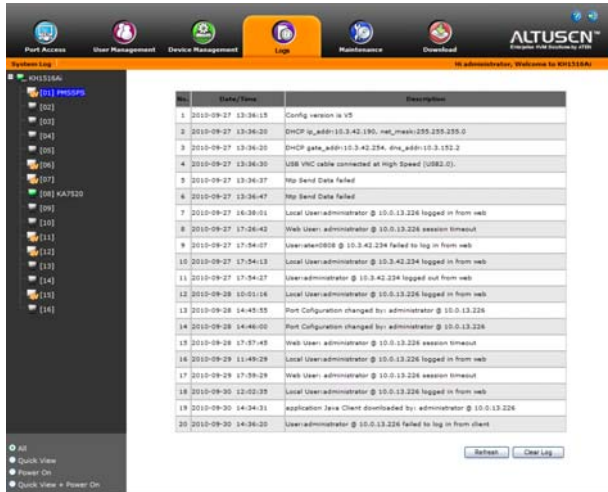 Port Access
User Management
Device Management
Logs
Maintenance
Download
ALTUSCN™
Enterprise KVM Solutions by ATEN
System Log
Hi administrator, Welcome to KH1516Ai
KH1516Ai
[01] PMSSPS
[02]
[03]
[04]
[05]
[06]
[07]
[08] KA7520
[09]
[10]
[11]
[12]
[13]
[14]
[15]
[16]
All
Quick View
Power On
Quick View + Power On
No. Date/Time Description
1 2010-09-27 13:36:15 Config version is V5
2 2010-09-27 13:36:20 DHCP ip_addr:10.3.42.190, net_mask:255.255.255.0
3 2010-09-27 13:36:20 DHCP gate_addr:10.3.42.254, dns_addr:10.3.152.2
4 2010-09-27 13:36:30 USB VNC cable connected at High Speed (USB2.0).
5 2010-09-27 13:36:37 Ntp Send Data failed
6 2010-09-27 13:36:47 Ntp Send Data failed
7 2010-09-27 16:38:01 Local User:administrator @ 10.0.13.226 logged in from web
8 2010-09-27 17:26:42 Web User: administrator @ 10.0.13.226 session timeout
9 2010-09-27 17:54:07 User:aten0808 @ 10.3.42.234 failed to log in from web
10 2010-09-27 17:54:13 Local User:administrator @ 10.3.42.234 logged in from web
11 2010-09-27 17:54:27 User:administrator @ 10.3.42.234 logged out from web
12 2010-09-28 10:01:16 Local User:administrator @ 10.0.13.226 logged in from web
13 2010-09-28 14:45:55 Port Cofiguration changed by: administrator @ 10.0.13.226
14 2010-09-28 14:46:00 Port Cofiguration changed by: administrator @ 10.0.13.226
15 2010-09-28 17:57:45 Web User: administrator @ 10.0.13.226 session timeout
16 2010-09-29 11:49:29 Local User:administrator @ 10.0.13.226 logged in from web
17 2010-09-29 17:59:29 Web User: administrator @ 10.0.13.226 session timeout
18 2010-09-30 12:02:35 Local User:administrator @ 10.0.13.226 logged in from web
19 2010-09-30 14:34:31 application Java Client downloaded by: administrator @ 10.0.13.226
20 2010-09-30 14:36:20 User:administrator @ 10.0.13.226 failed to log in from client
Refresh
Clear Log